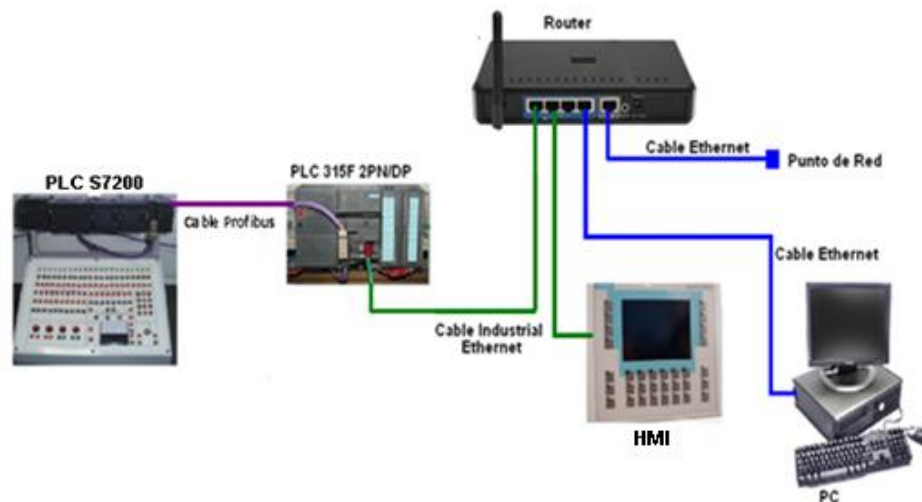 Router
Cable Ethernet
Punto de Red
PLC 315F 2PN/DP
PLC S7200
Cable Profibus
Cable Ethernet
Cable Industrial
Ethernet
HMI
PC